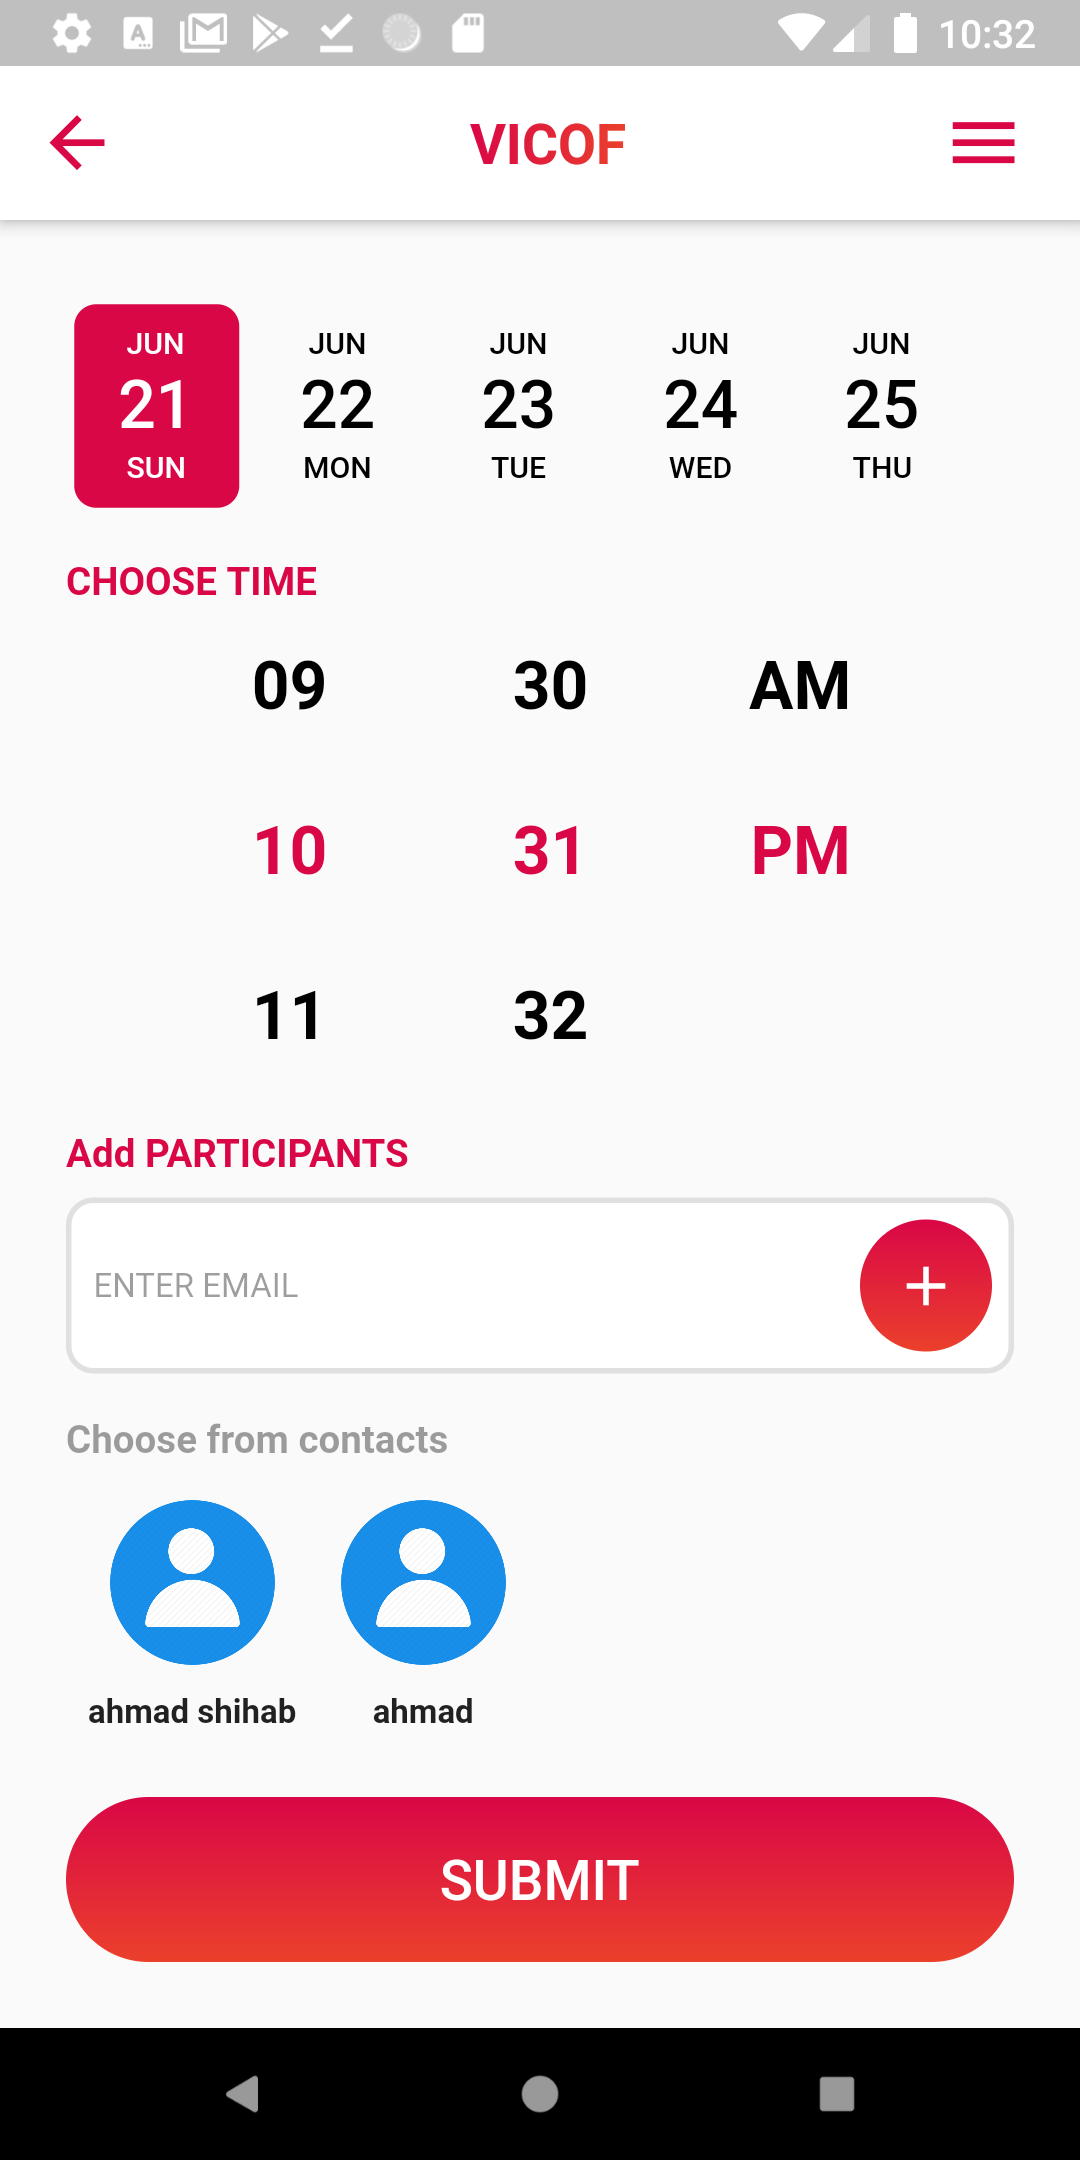 10:32
VICOF
JUN JUN JUN JUN JUN
21 22 23 24 25
SUN MON TUE WED THU
CHOOSE TIME
09 30 AM
10 31 PM
11 32
Add PARTICIPANTS
ENTER EMAIL
Choose from contacts
ahmad shihab ahmad
SUBMIT